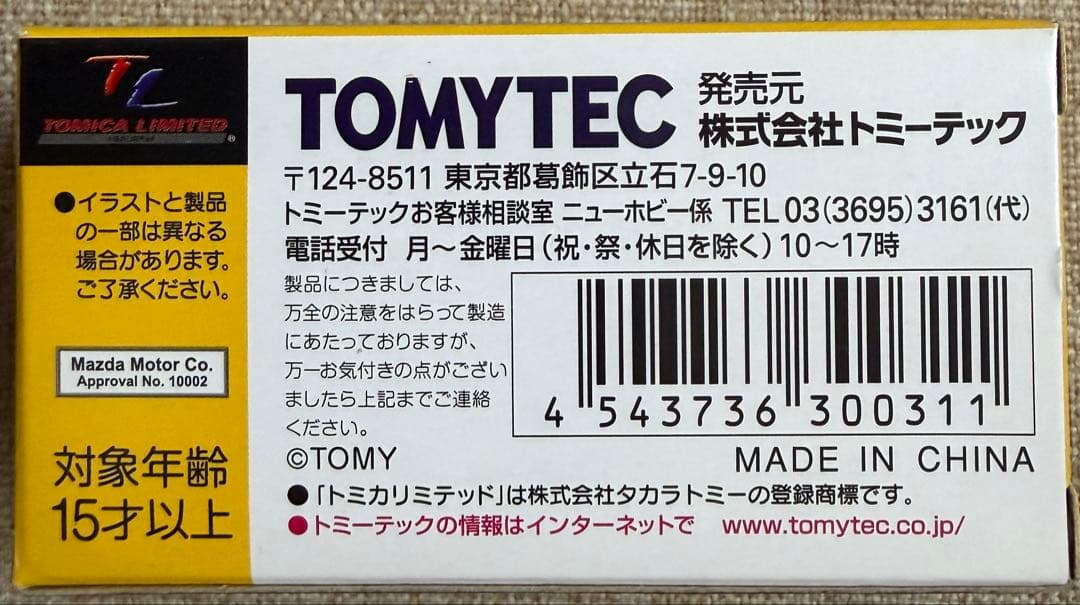 TL
TOMICA LIMITED
®
●イラストと製品
の一部は異なる
場合があります。
ご了承ください。
Mazda Motor Co.
Approval No. 10002
対象年齢
15才以上
TOMYTEC
発売元
株式会社トミーテック
〒124-8511 東京都葛飾区立石7-9-10
トミーテックお客様相談室 ニューホビー係 TEL 03(3695)3161(代)
電話受付 月～金曜日(祝・祭・休日を除く)10～17時
製品につきましては、
万全の注意をはらって製造
にあたっておりますが、
万一お気付きの点がござい
ましたら上記までご連絡
ください。
4 543736 300311
©TOMY
MADE IN CHINA
●「トミカリミテッド」は株式会社タカラトミーの登録商標です。
●トミーテックの情報はインターネットで www.tomytec.co.jp/